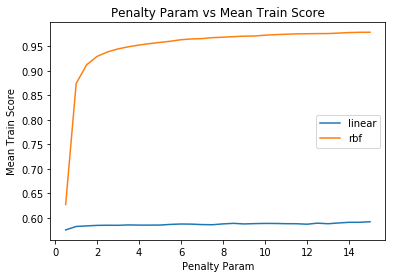 Penalty Param vs Mean Train Score
Mean Train Score
0.95
0.90
0.85
0.80
0.75
0.70
0.65
0.60
linear
rbf
0 2 4 6 8 10 12 14
Penalty Param